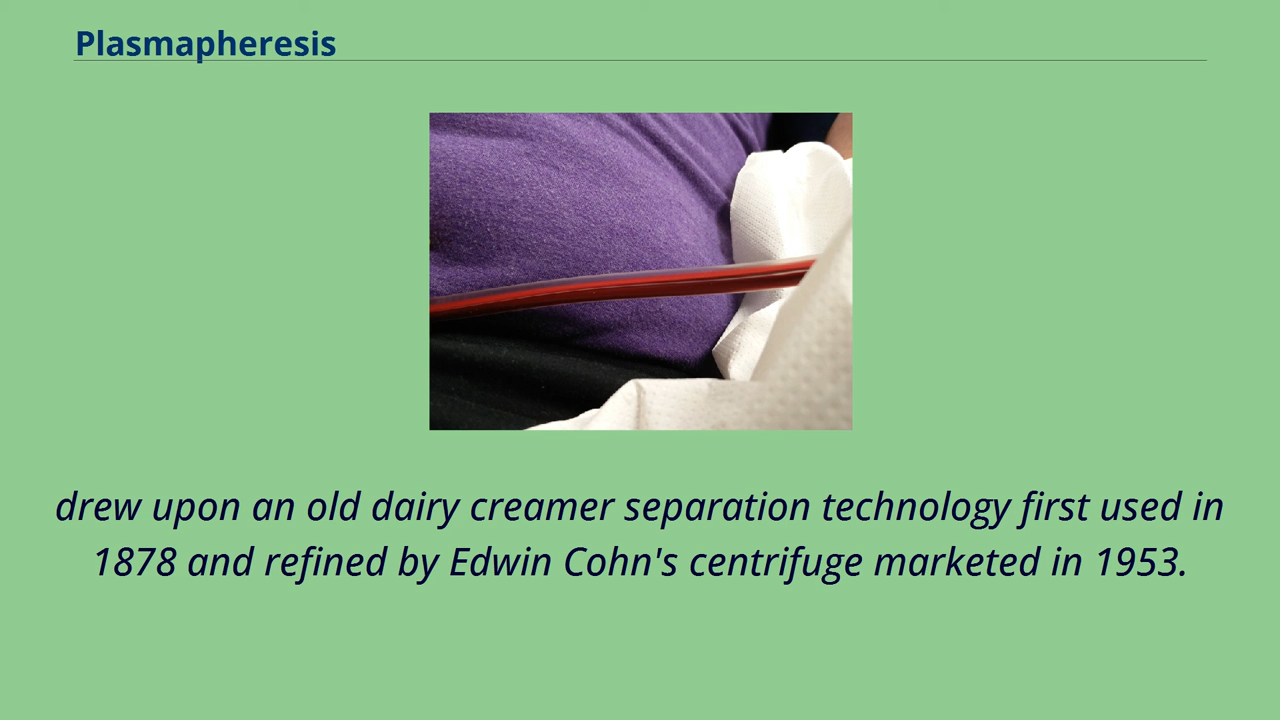 Plasmapheresis
drew upon an old dairy creamer separation technology first used in
1878 and refined by Edwin Cohn's centrifuge marketed in 1953.